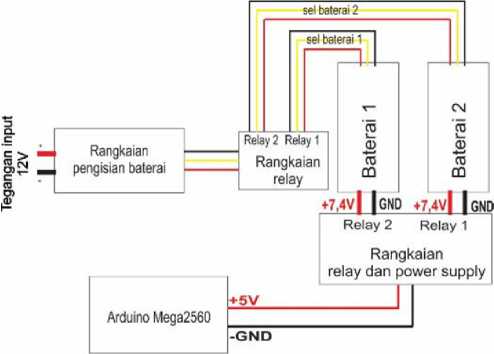 sel baterai 2
sel baterai 1
Tegangan input
12V
Rangkaian
pengisian baterai
Relay 2
Relay 1
Rangkaian
relay
Baterai 1
Baterai 2
+7,4V
GND
+7,4V
GND
Relay 2
Relay 1
Rangkaian
relay dan power supply
Arduino Mega2560
+5V
-GND